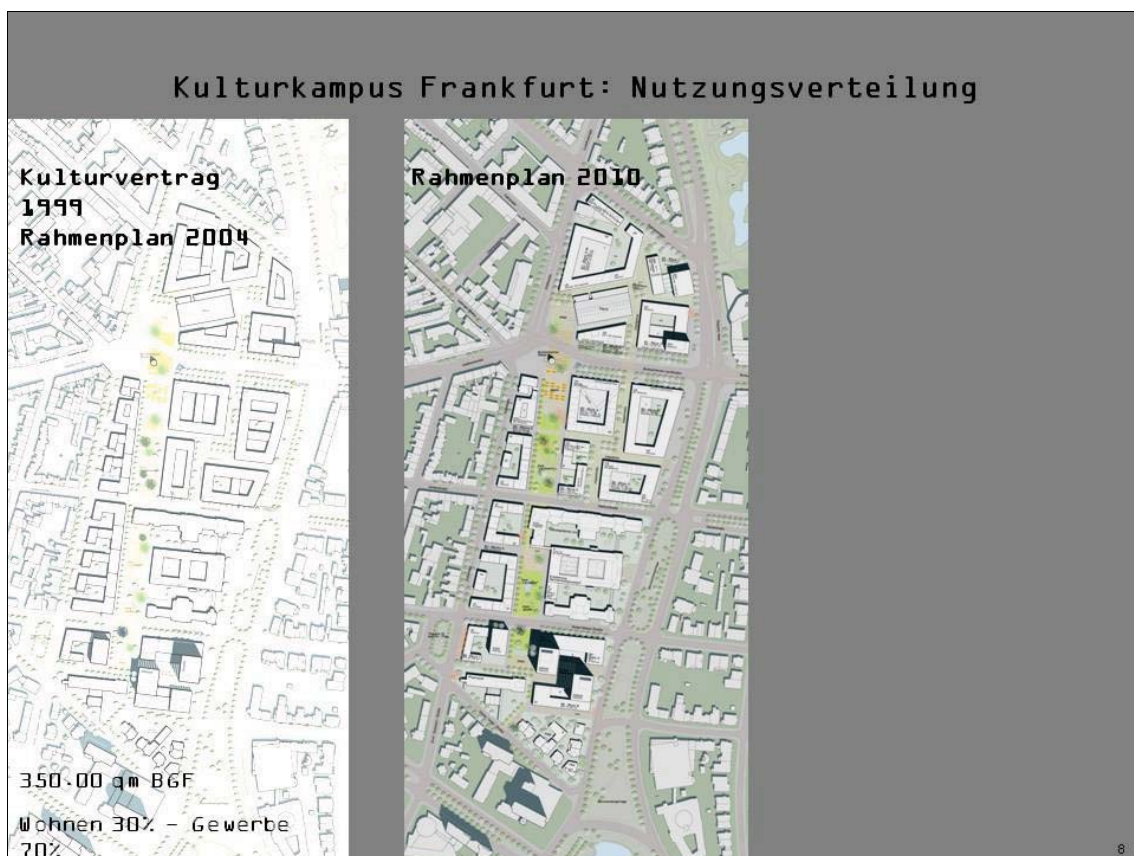 Kulturkampus Frankfurt: Nutzungsverteilung
Kulturvertrag
1999
Rahmenplan 2004
Rahmenplan 2010
350.00 qm BGF
Wohnen 30% - Gewerbe
70%
8